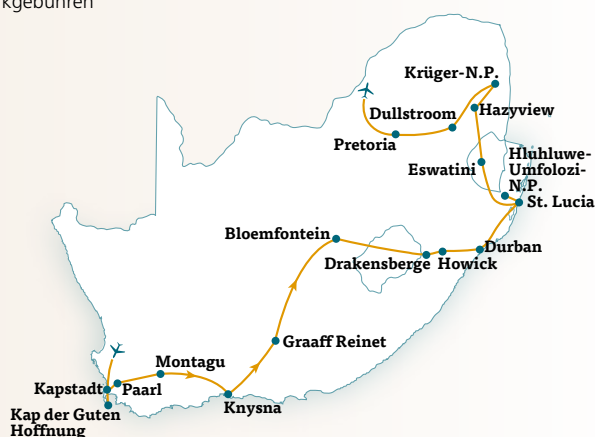 kgebühren
Krüger-N.P.
Dullstroom
Hazyview
Pretoria
Eswatini
Hluhluwe-
Umfolozi-
N.P.
St. Lucia
Bloemfontein
Drakensberge
Howick
Durban
Graaff Reinet
Montagu
Kapstadt
Paarl
Knysna
Kap der Guten
Hoffnung